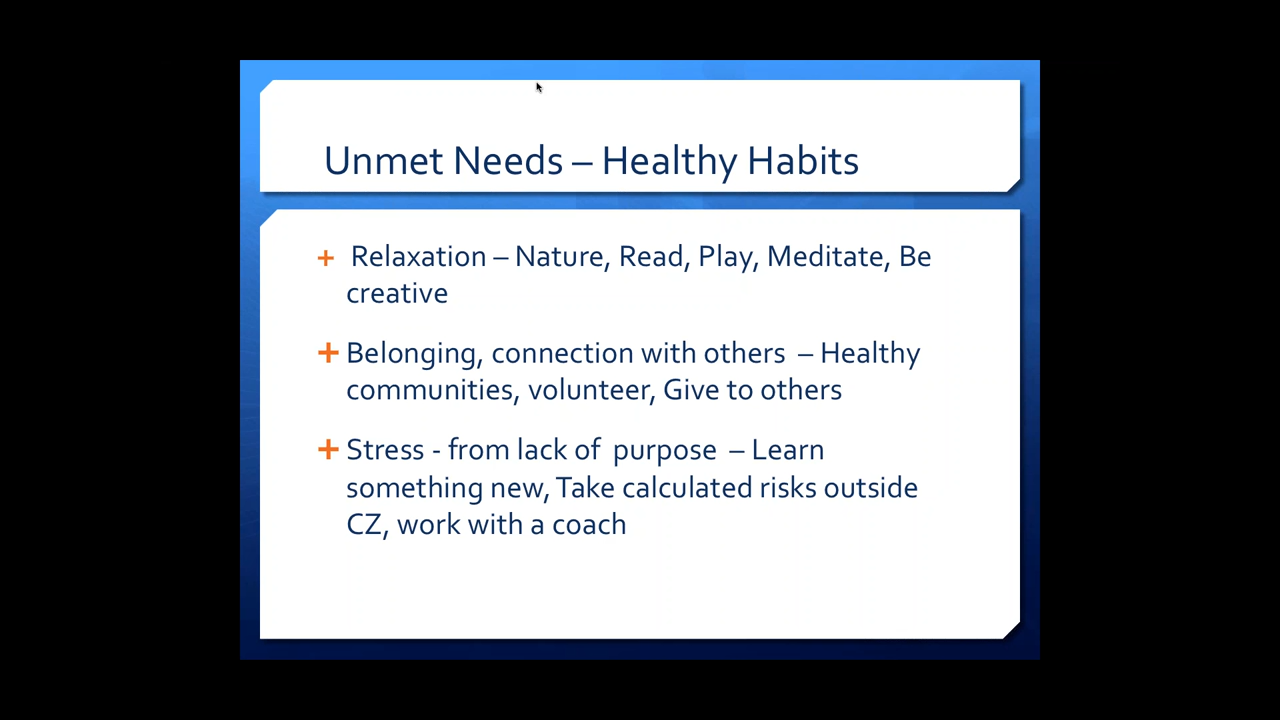 Unmet Needs – Healthy Habits
+ Relaxation – Nature, Read, Play, Meditate, Be
creative
+ Belonging, connection with others – Healthy
communities, volunteer, Give to others
+ Stress - from lack of purpose – Learn
something new, Take calculated risks outside
CZ, work with a coach